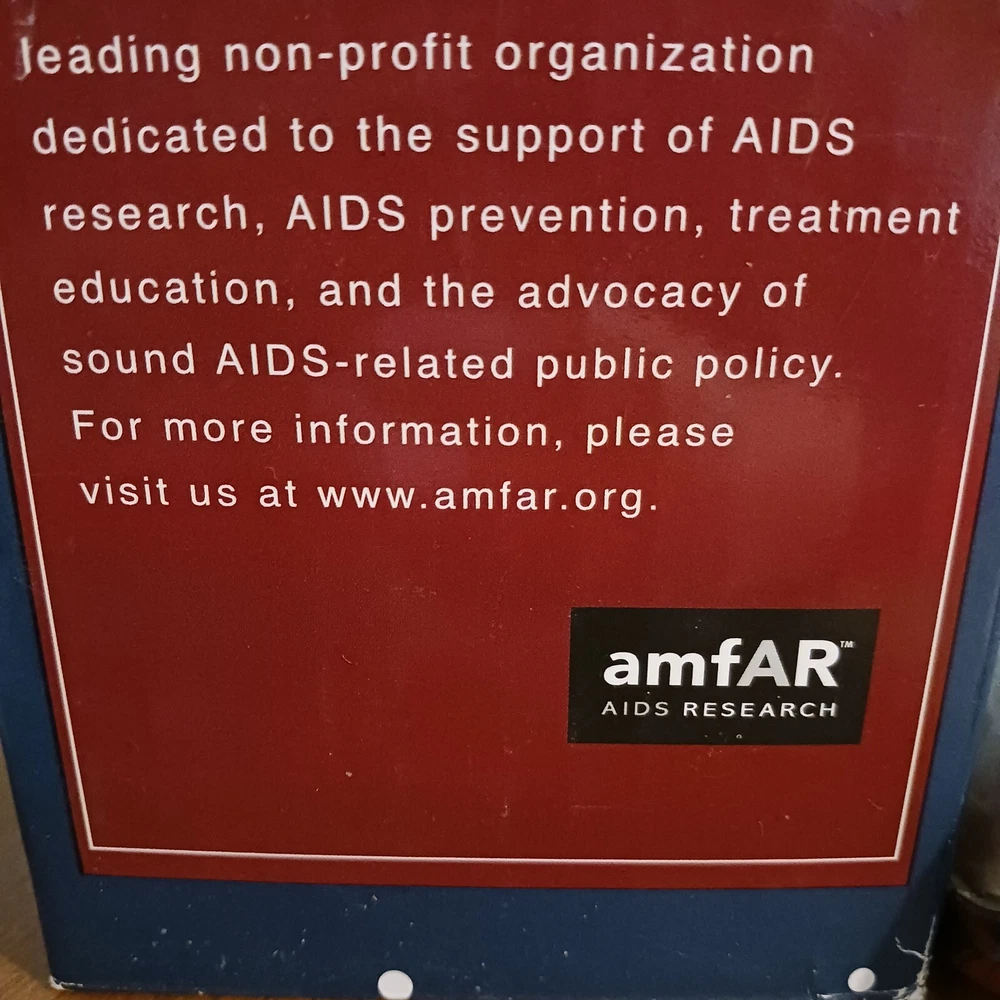 leading non-profit organization
dedicated to the support of AIDS
research, AIDS prevention, treatment
education, and the advocacy of
sound AIDS-related public policy.
For more information, please
visit us at www.amfar.org.
amfAR™
AIDS RESEARCH